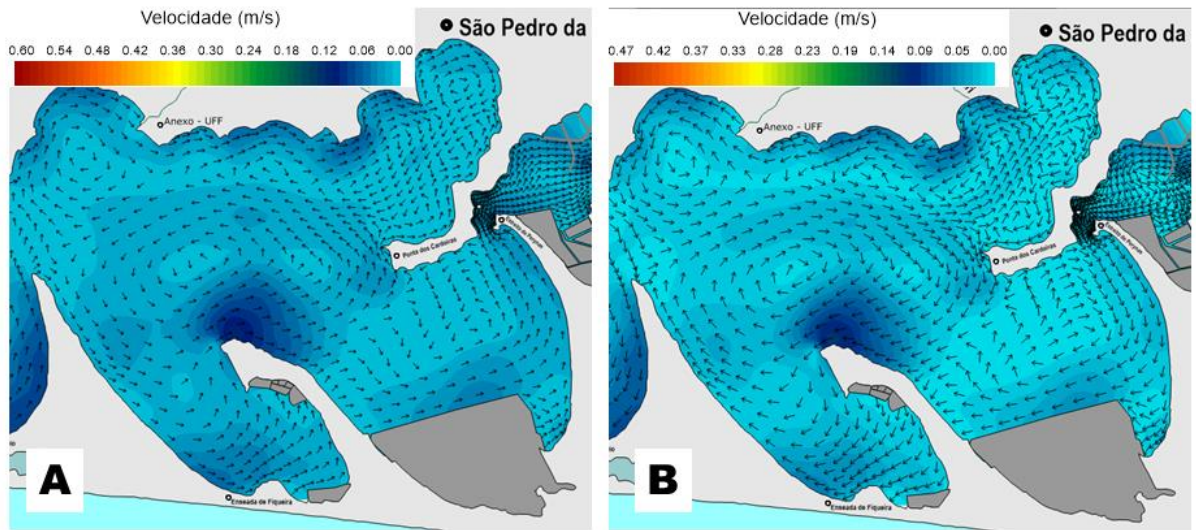 Velocidade (m/s)
0.60 0.54 0.48 0.42 0.36 0.30 0.24 0.18 0.12 0.06 0.00
São Pedro da
Anexo - UFF
Ponta dos Cardeiros
Enseada de Fiqueira
A
Velocidade (m/s)
0.47 0.42 0.37 0.33 0.28 0.23 0.19 0.14 0.09 0.05 0.00
São Pedro da
Anexo - UFF
Ponta dos Cardeiros
Enseada de Fiqueira
B